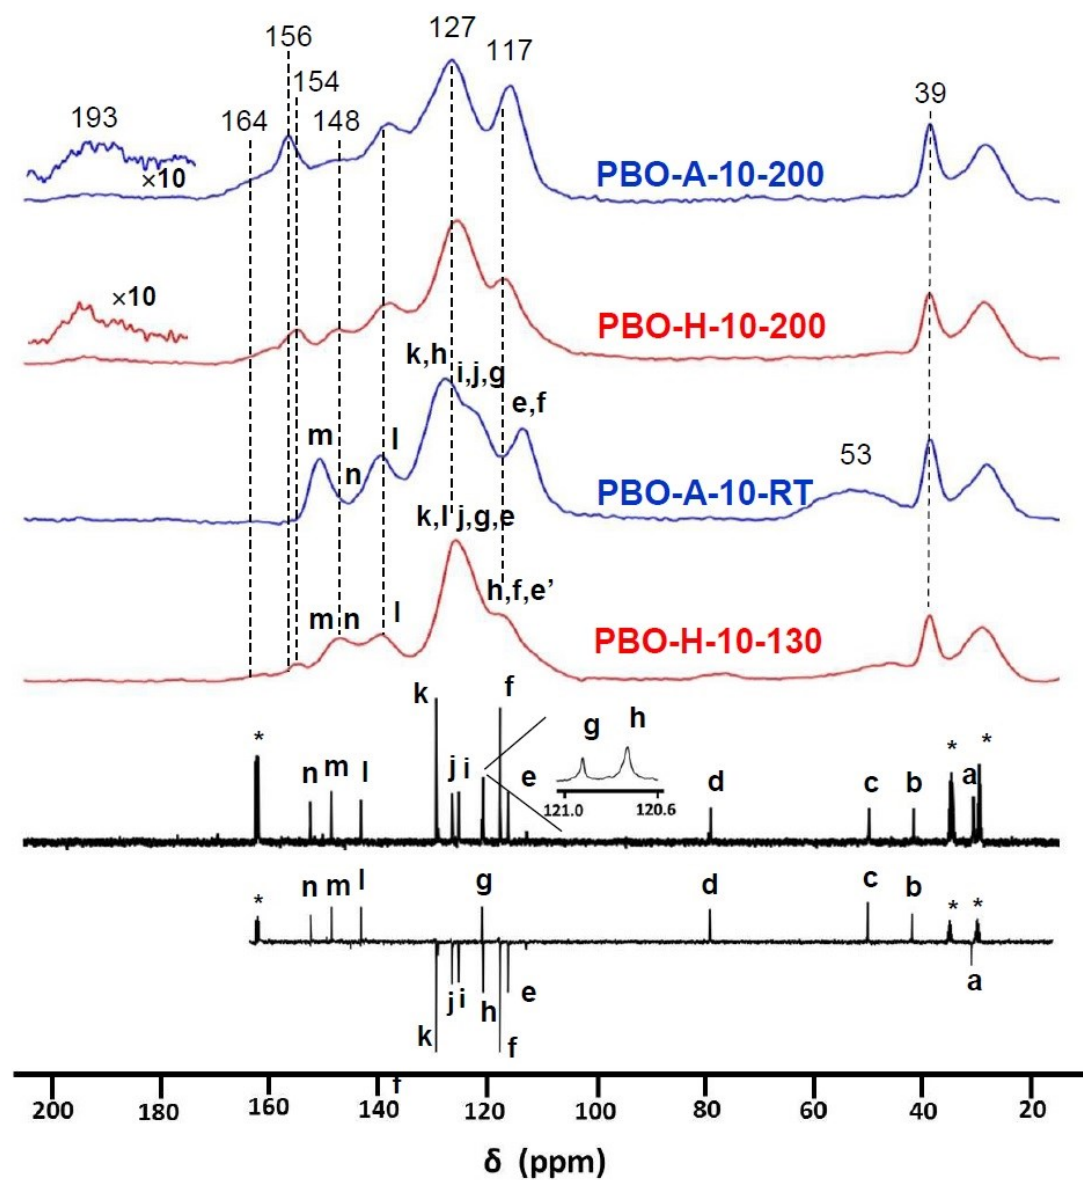 127
156
117
154
39
193
164
148
×10
PBO-A-10-200
×10
PBO-H-10-200
k,h
i,j,g
e,f
m
l
n
53
PBO-A-10-RT
k,l
j,g,e
h,f,e’
m
n
l
PBO-H-10-130
k
f
g
h
*
*
*
n
m
l
j
i
e
d
c
b
a
121.0
120.6
n
m
l
g
d
c
b
*
*
*
j
i
h
e
a
k
f
f
200
180
160
140
120
100
80
60
40
20
δ (ppm)